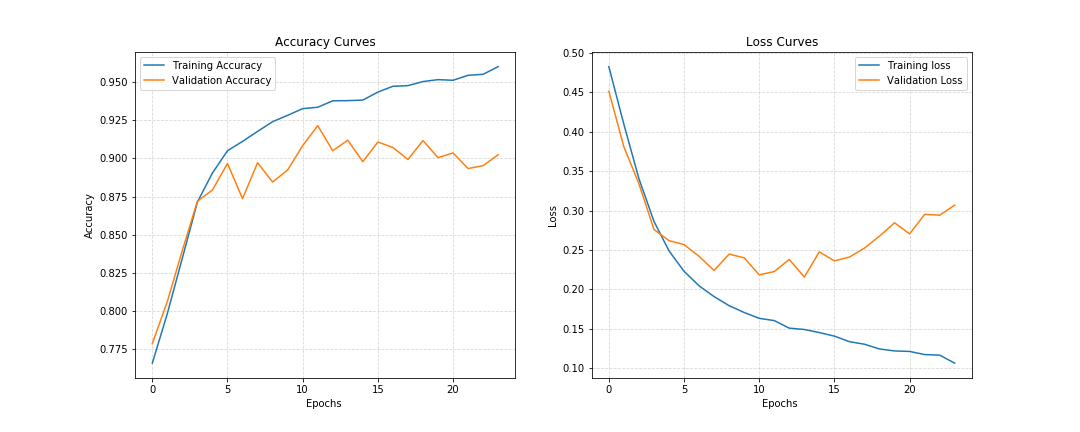 Accuracy Curves
Training Accuracy
Validation Accuracy
0.950
0.925
0.900
0.875
0.850
0.825
0.800
0.775
Accuracy
0 5 10 15 20
Epochs
Loss Curves
Training loss
Validation Loss
0.50
0.45
0.40
0.35
0.30
0.25
0.20
0.15
0.10
Loss
0 5 10 15 20
Epochs